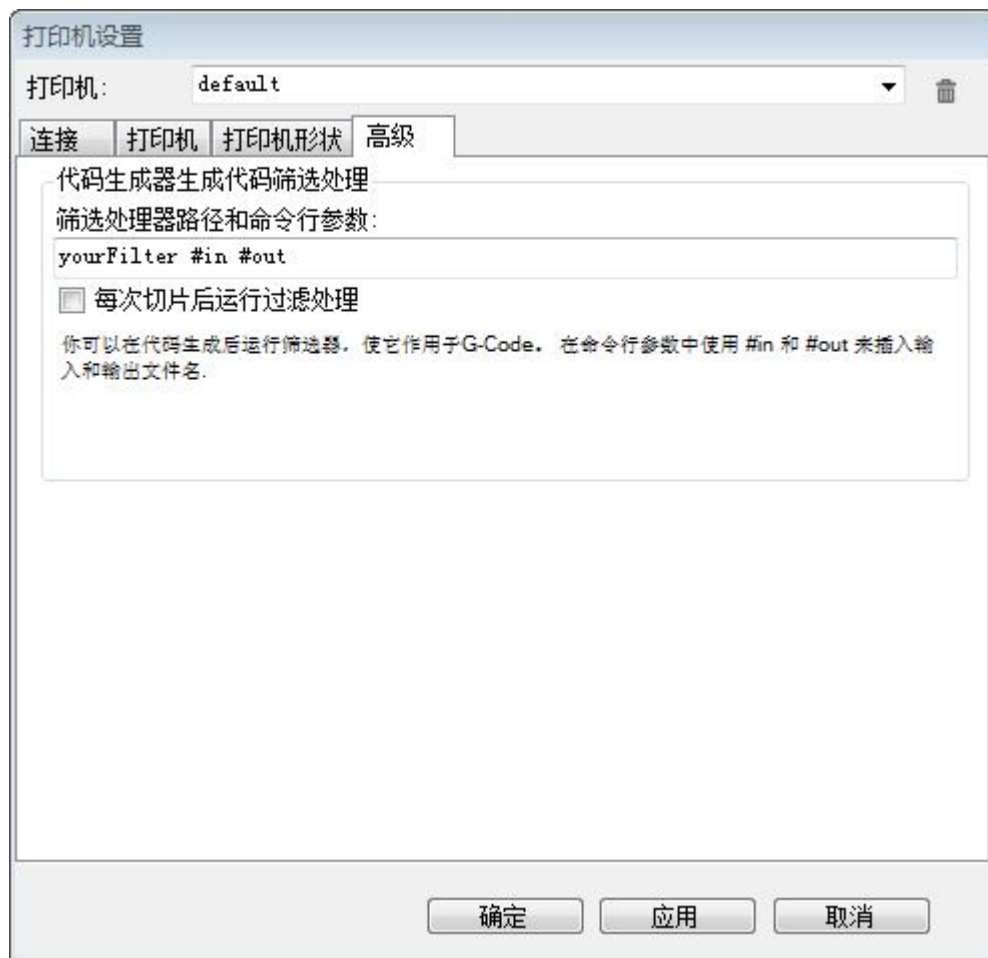 打印机设置
打印机: default
连接 打印机 打印机形状 高级
代码生成器生成代码筛选处理
筛选处理器路径和命令行参数:
yourFilter #in #out
每次切片后运行过滤处理
你可以在代码生成后运行筛选器，使它作用于G-Code。 在命令行参数中使用 #in 和 #out 来插入输
入和输出文件名.
确定 应用 取消